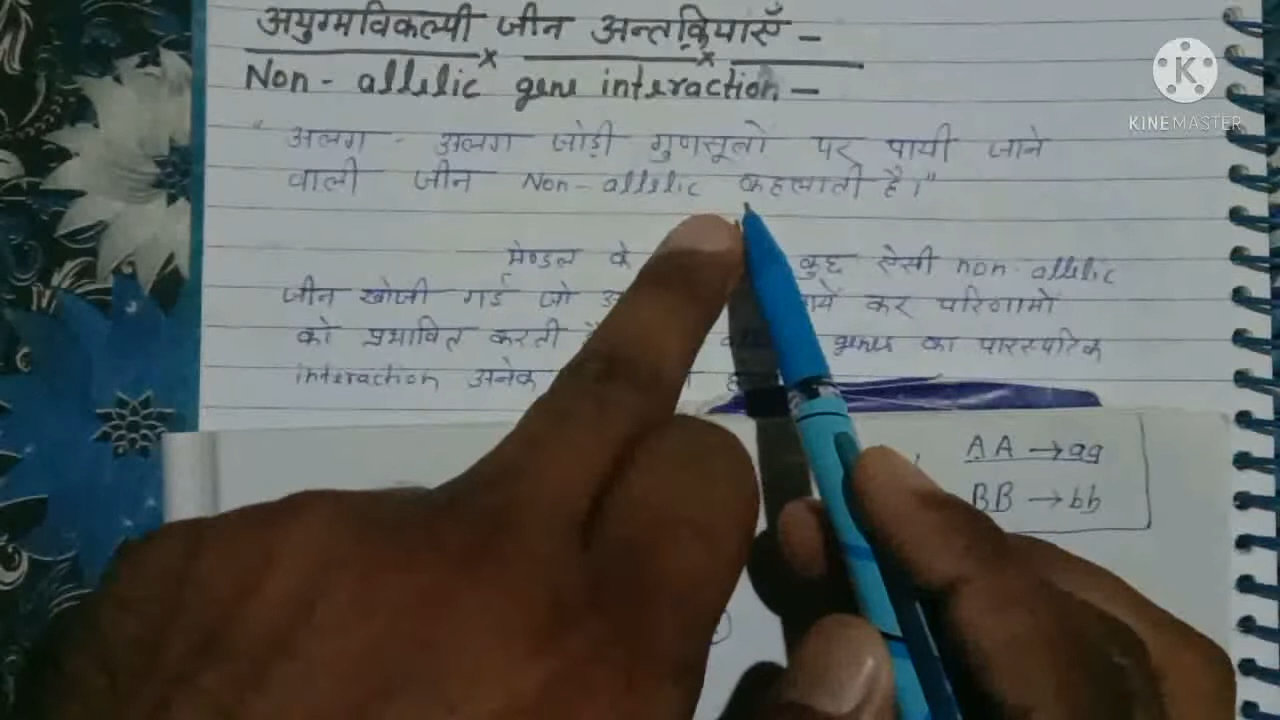 अयुग्मविकल्पी जीन अन्तक्रियाएँ -
Non- allelic gene interaction -
" अलग - अलग जोड़ी गुणसूत्रो पर पायी जाने
वाली जीन Non-allelic कहलाती है।"
मेण्डल के कुछ ऐसी non-allelic
जीन खोजी गई जो कर परिणामों
को प्रभावित करती genes का पारस्परिक
interaction अनेक
AA → aa
BB → bb
K
KINEMASTER